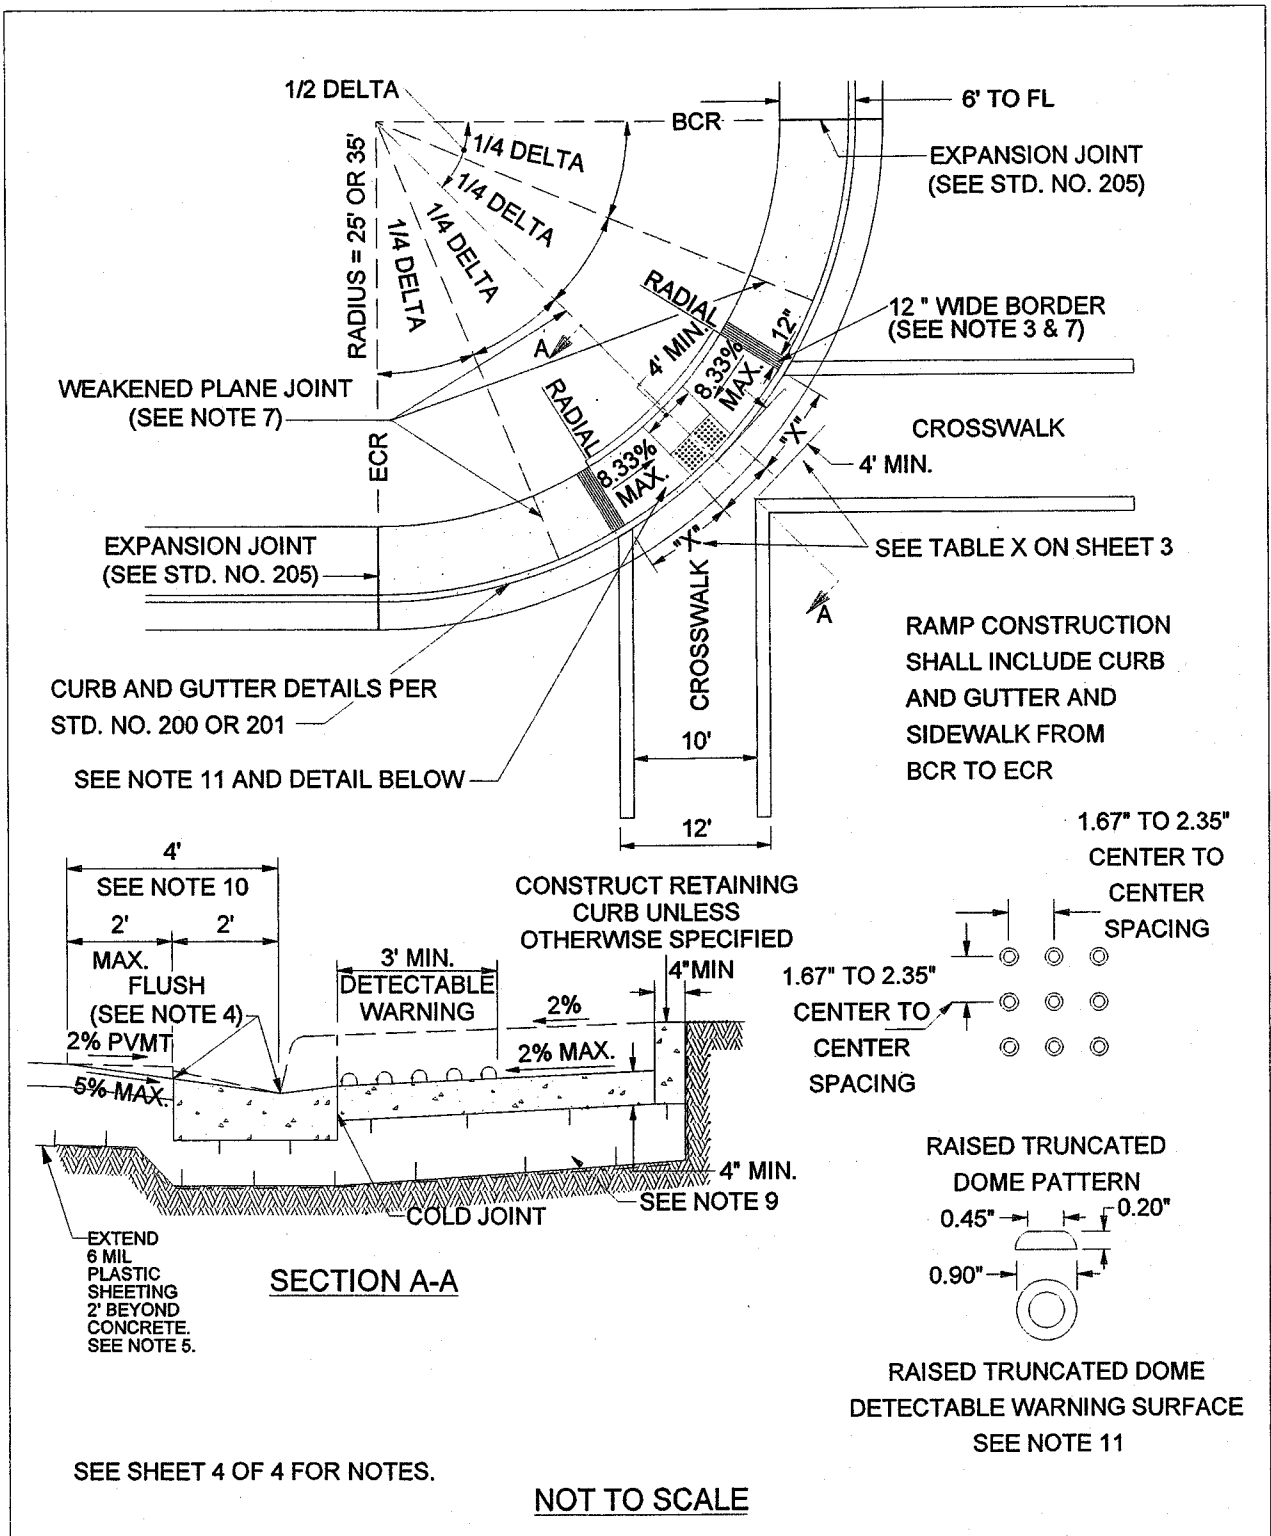 1/2 DELTA
BCR
6' TO FL
1/4 DELTA
1/4 DELTA
1/4 DELTA
1/4 DELTA
RADIUS = 25' OR 35'
EXPANSION JOINT
(SEE STD. NO. 205)
RADIAL
12"
12 " WIDE BORDER
(SEE NOTE 3 & 7)
A
4' MIN.
8.33%
MAX.
WEAKENED PLANE JOINT
(SEE NOTE 7)
RADIAL
ECR
8.33%
MAX.
"X"
CROSSWALK
4' MIN.
"X"
SEE TABLE X ON SHEET 3
EXPANSION JOINT
(SEE STD. NO. 205)
CROSSWALK
A
RAMP CONSTRUCTION
SHALL INCLUDE CURB
AND GUTTER AND
SIDEWALK FROM
BCR TO ECR
CURB AND GUTTER DETAILS PER
STD. NO. 200 OR 201
SEE NOTE 11 AND DETAIL BELOW
10'
12'
4'
SEE NOTE 10
2'
2'
MAX.
FLUSH
(SEE NOTE 4)
2% PVMT
5% MAX.
3' MIN.
DETECTABLE
WARNING
CONSTRUCT RETAINING
CURB UNLESS
OTHERWISE SPECIFIED
4"MIN
2%
2% MAX.
4" MIN.
SEE NOTE 9
COLD JOINT
EXTEND
6 MIL
PLASTIC
SHEETING
2' BEYOND
CONCRETE.
SEE NOTE 5.
SECTION A-A
1.67" TO 2.35"
CENTER TO
CENTER
SPACING
1.67" TO 2.35"
CENTER TO
CENTER
SPACING
RAISED TRUNCATED
DOME PATTERN
0.45"
0.20"
0.90"
RAISED TRUNCATED DOME
DETECTABLE WARNING SURFACE
SEE NOTE 11
SEE SHEET 4 OF 4 FOR NOTES.
NOT TO SCALE